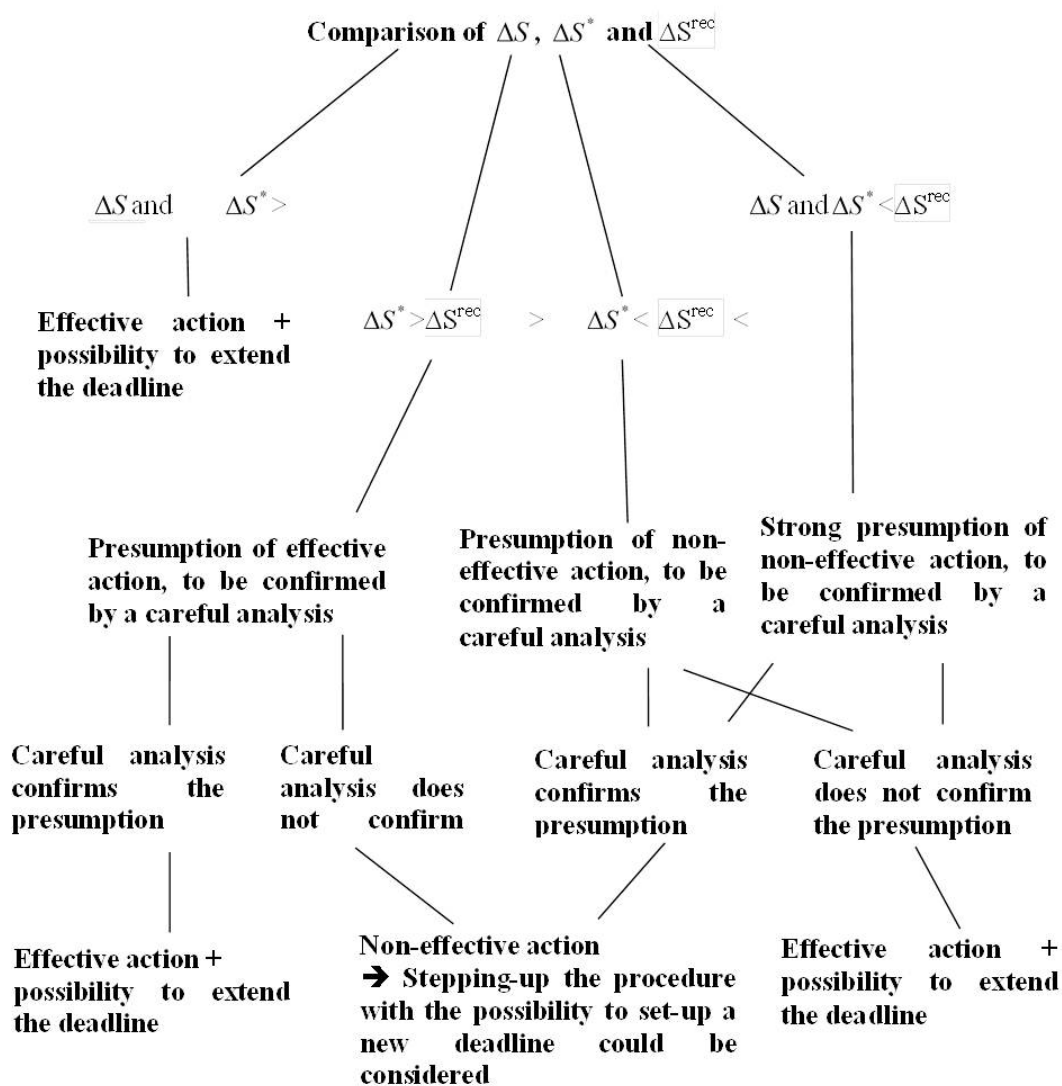 Comparison of ΔS, ΔS* and ΔS^rec
ΔS and ΔS* >
ΔS and ΔS* < ΔS^rec
Effective action +
possibility to extend
the deadline
ΔS* > ΔS^rec >
ΔS* < ΔS^rec <
Presumption of effective
action, to be confirmed
by a careful analysis
Presumption of non-
effective action, to be
confirmed by a
careful analysis
Strong presumption of
non-effective action, to
be confirmed by a
careful analysis
Careful analysis
confirms the
presumption
Careful
analysis does
not confirm
Careful analysis
confirms the
presumption
Careful analysis
does not confirm
the presumption
Effective action +
possibility to extend
the deadline
Non-effective action
➔ Stepping-up the procedure
with the possibility to set-up a
new deadline could be
considered
Effective action +
possibility to extend
the deadline